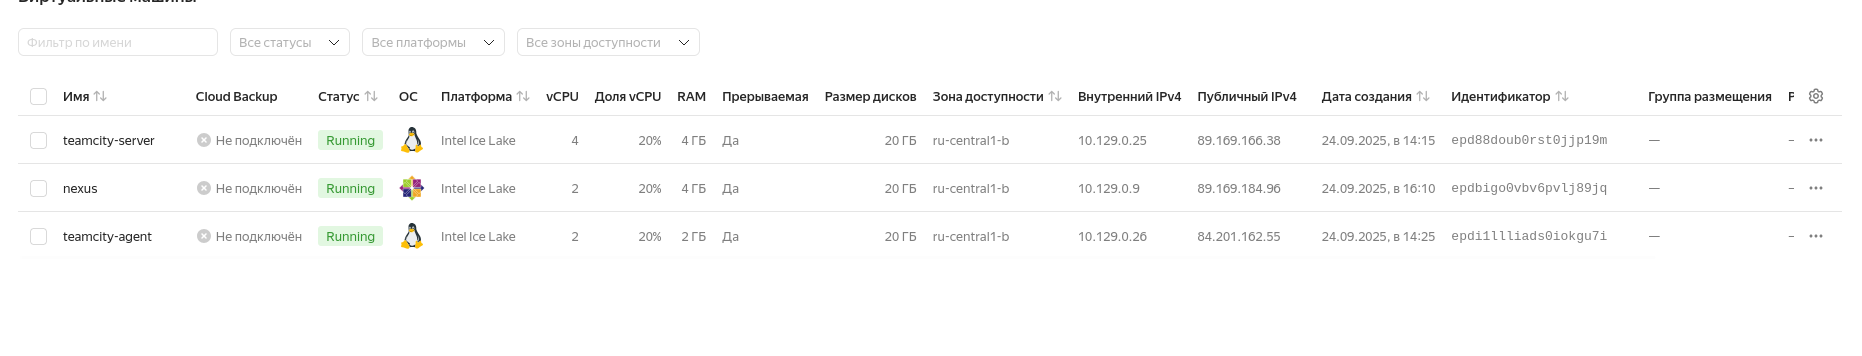 Виртуальные машины
Фильтр по имени Все статусы Все платформы Все зоны доступности
Имя Cloud Backup Статус ОС Платформа vCPU Доля vCPU RAM Прерываемая Размер дисков Зона доступности Внутренний IPv4 Публичный IPv4 Дата создания Идентификатор Группа размещения
teamcity-server Не подключён Running Intel Ice Lake 4 20% 4 ГБ Да 20 ГБ ru-central1-b 10.129.0.25 89.169.166.38 24.09.2025, в 14:15 epd88doub0rst0jjp19m — –
nexus Не подключён Running Intel Ice Lake 2 20% 4 ГБ Да 20 ГБ ru-central1-b 10.129.0.9 89.169.184.96 24.09.2025, в 16:10 epdbigo0vbv6pvlj89jq — –
teamcity-agent Не подключён Running Intel Ice Lake 2 20% 2 ГБ Да 20 ГБ ru-central1-b 10.129.0.26 84.201.162.55 24.09.2025, в 14:25 epdi1llliads0iokgu7i — –